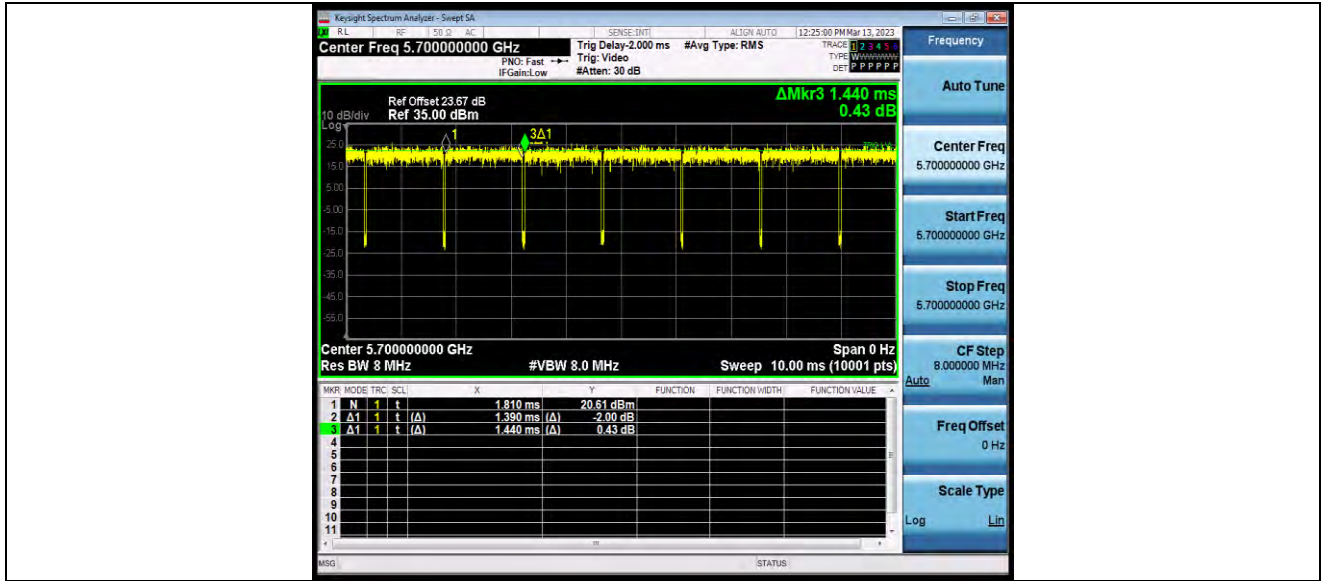 Keysight Spectrum Analyzer - Swept SA
RL RF 50 Ω AC SENSE:INT ALIGN AUTO 12:25:00 PM Mar 13, 2023
Center Freq 5.700000000 GHz Trig Delay-2.000 ms #Avg Type: RMS TRACE 1 2 3 4 5 6
PNO: Fast Trig: Video TYPE WWWWWW
IFGain:Low #Atten: 30 dB DET P P P P P P
ΔMkr3 1.440 ms
0.43 dB
Ref Offset 23.67 dB
10 dB/div Ref 35.00 dBm
Log
1
3Δ1
25.0
15.0
5.00
-5.00
-15.0
-25.0
-35.0
-45.0
-55.0
Center 5.700000000 GHz Span 0 Hz
Res BW 8 MHz #VBW 8.0 MHz Sweep 10.00 ms (10001 pts)
MKR MODE TRC SCL X Y FUNCTION FUNCTION WIDTH FUNCTION VALUE
1 N 1 t 1.810 ms 20.61 dBm
2 Δ1 1 t (Δ) 1.390 ms (Δ) -2.00 dB
3 Δ1 1 t (Δ) 1.440 ms (Δ) 0.43 dB
4
5
6
7
8
9
10
11
MSG STATUS
Frequency
Auto Tune
Center Freq
5.700000000 GHz
Start Freq
5.700000000 GHz
Stop Freq
5.700000000 GHz
CF Step
8.000000 MHz
Auto Man
Freq Offset
0 Hz
Scale Type
Log Lin